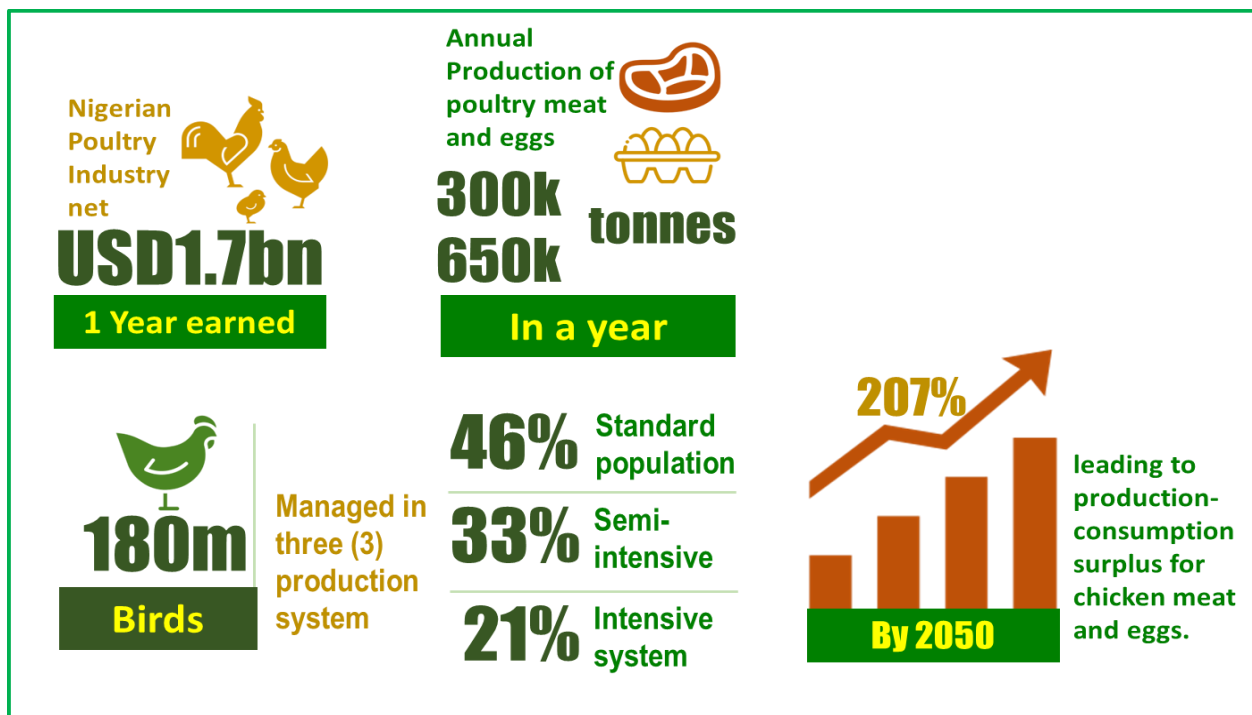 Nigerian
Poultry
Industry
net
USD1.7bn
1 Year earned
Annual
Production of
poultry meat
and eggs
300k
650k
tonnes
In a year
180m
Birds
Managed in
three (3)
production
system
46%
Standard
population
33%
Semi-
intensive
21%
Intensive
system
207%
By 2050
leading to
production-
consumption
surplus for
chicken meat
and eggs.